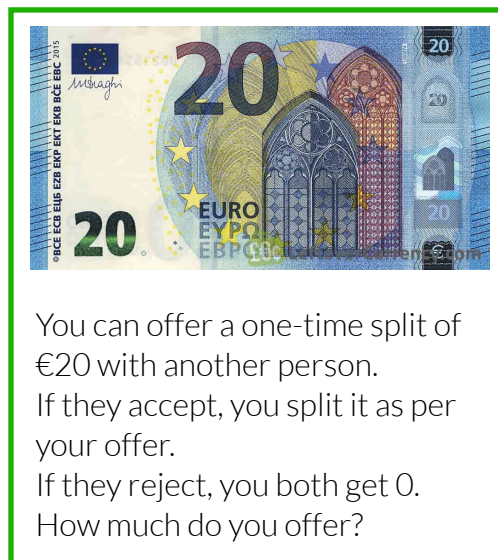 ©BCE ECB ЕЦБ EZB EKP EKT EKB BĊE EBC 2015
20
20
20
20
20
EURO
ΕΥΡΩ
ЕВРО
You can offer a one-time split of
€20 with another person.
If they accept, you split it as per
your offer.
If they reject, you both get 0.
How much do you offer?